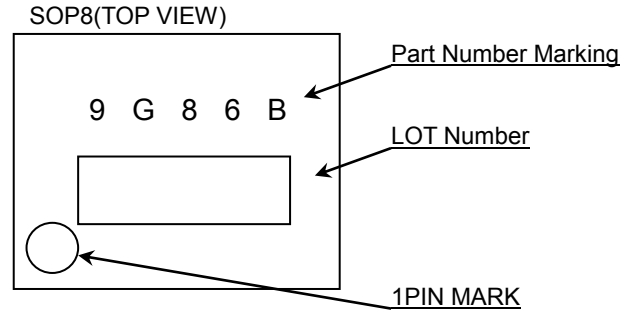 SOP8(TOP VIEW)
Part Number Marking
9 G 8 6 B
LOT Number
1PIN MARK